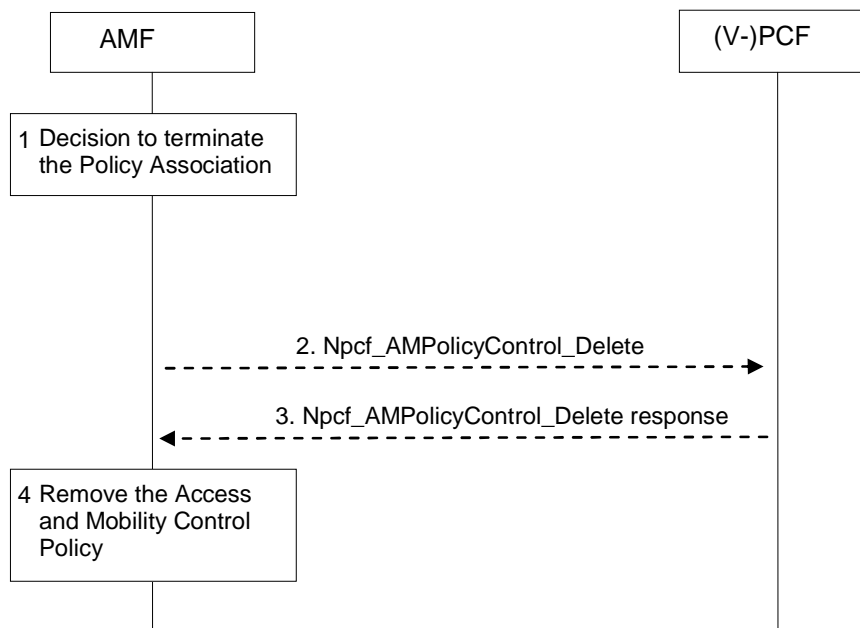 AMF
(V-)PCF
1 Decision to terminate
the Policy Association
2. Npcf_AMPolicyControl_Delete
3. Npcf_AMPolicyControl_Delete response
4 Remove the Access
and Mobility Control
Policy